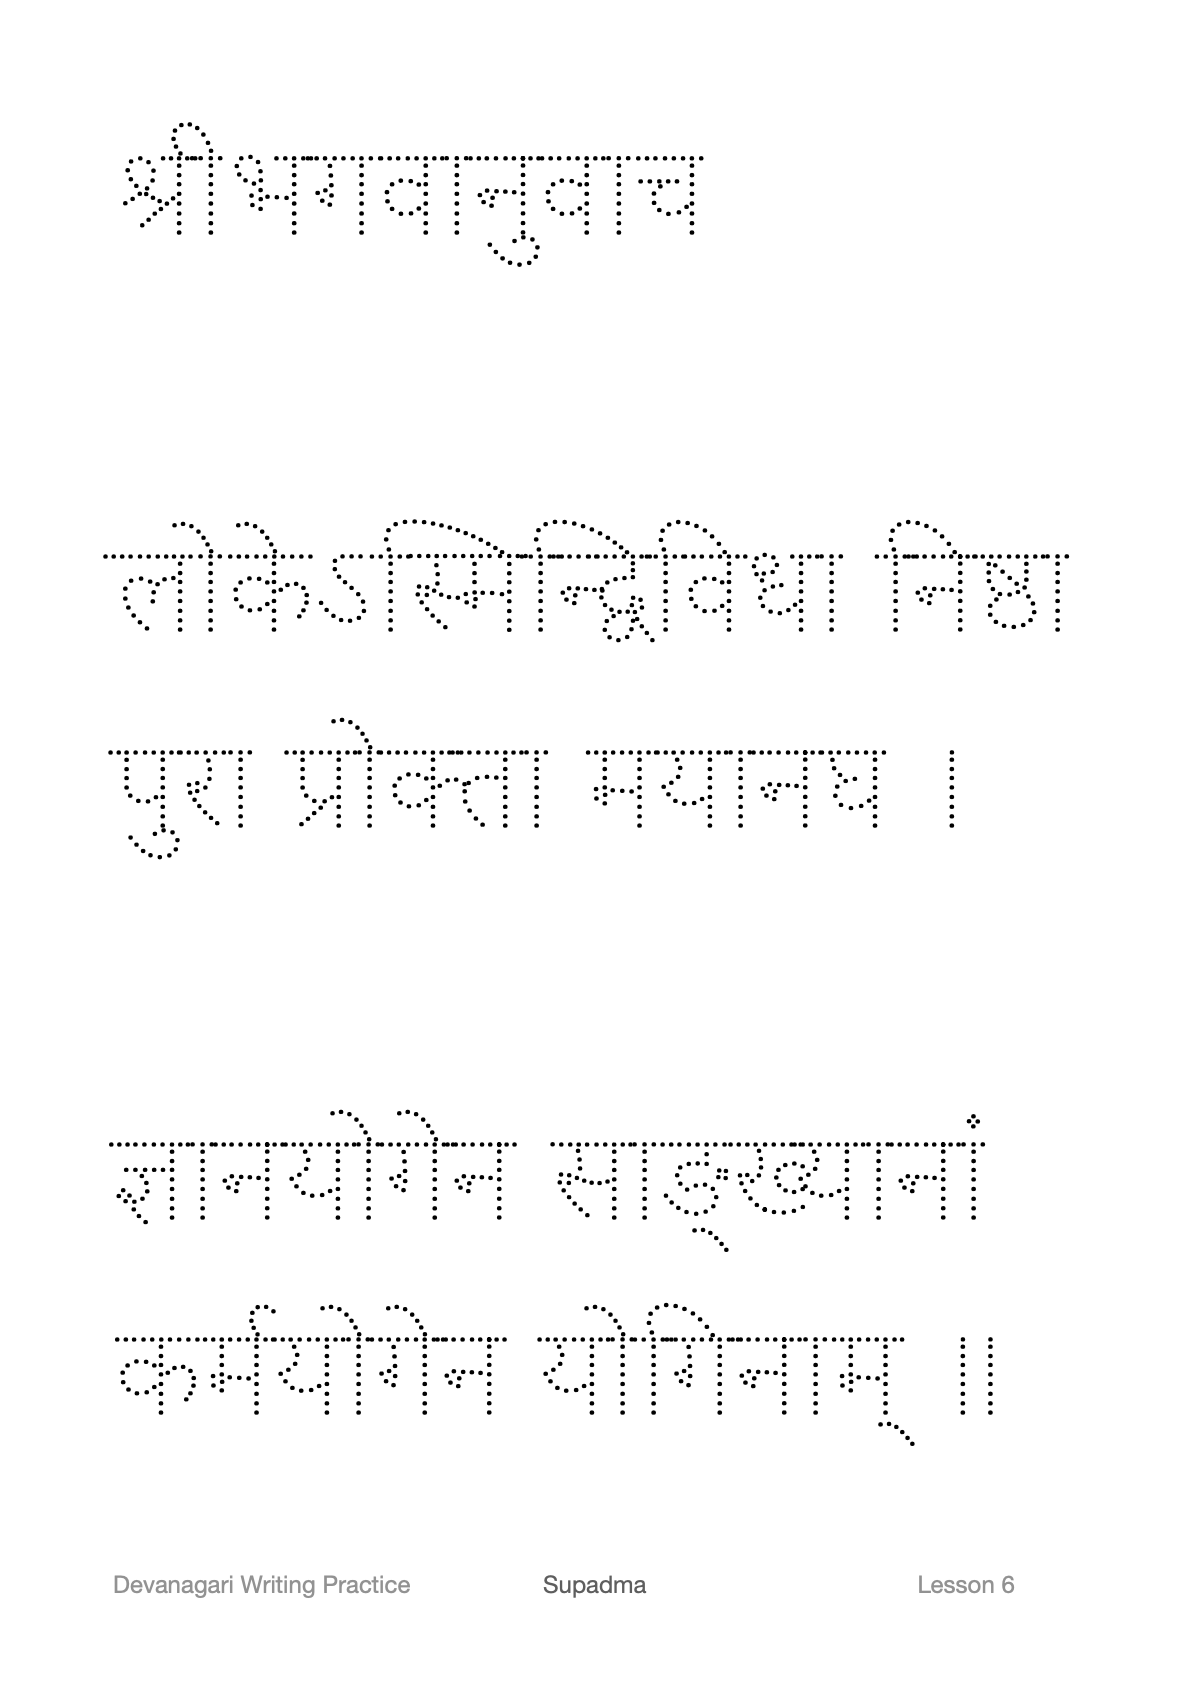 श्रीभगवानुवाच
लोकेऽस्मिन्द्विविधा निष्ठा
पुरा प्रोक्ता मयानघ ।
ज्ञानयोगेन साङ्ख्यानां
कर्मयोगेन योगिनाम् ।।
Devanagari Writing Practice Supadma Lesson 6